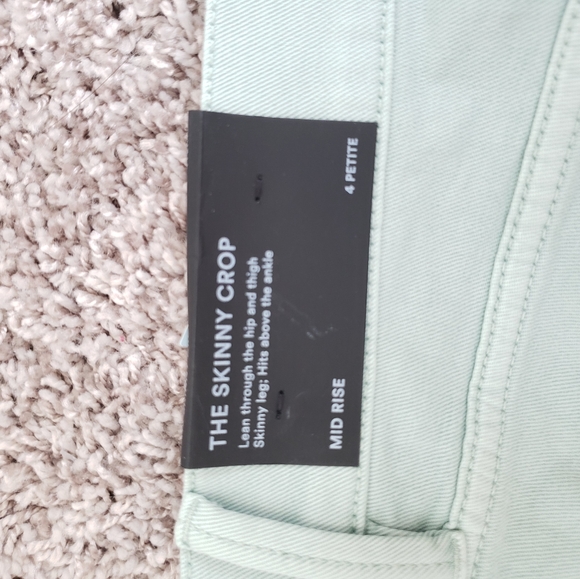 THE SKINNY CROP
Lean through the hip and thigh
Skinny leg; Hits above the ankle
MID RISE
4 PETITE